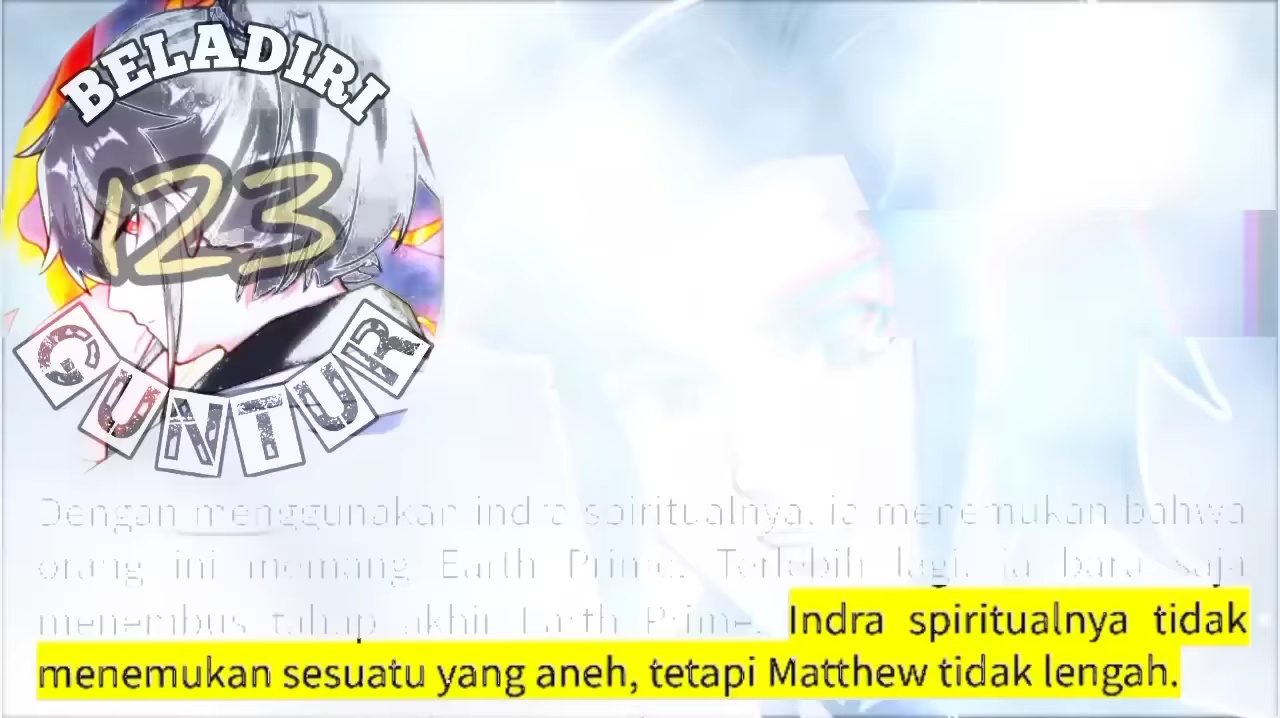 BELADIRI
123
GUNTUR
Dengan menggunakan indra spiritualnya, ia menemukan bahwa
orang ini memang Earth Prime. Terlebih lagi, ia baru saja
menembus tahap akhir Earth Prime. Indra spiritualnya tidak
menemukan sesuatu yang aneh, tetapi Matthew tidak lengah.